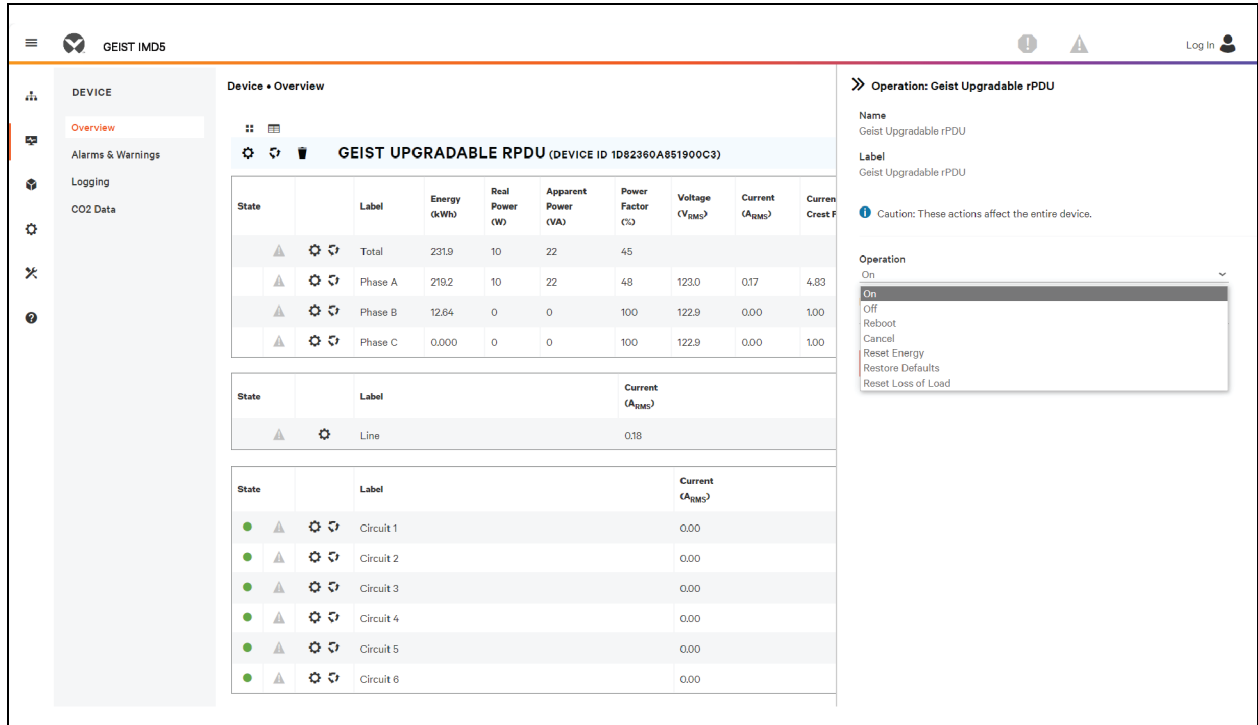 GEIST IMD5
Log In
DEVICE
Overview
Alarms & Warnings
Logging
CO2 Data
Device • Overview
GEIST UPGRADABLE RPDU (DEVICE ID 1D82360A851900C3)
State Label Energy (kWh) Real Power (W) Apparent Power (VA) Power Factor (%) Voltage (VRMS) Current (ARMS) Curren Crest F
Total 231.9 10 22 45
Phase A 219.2 10 22 48 123.0 0.17 4.83
Phase B 12.64 0 0 100 122.9 0.00 1.00
Phase C 0.000 0 0 100 122.9 0.00 1.00
State Label Current (ARMS)
Line 0.18
State Label Current (ARMS)
Circuit 1 0.00
Circuit 2 0.00
Circuit 3 0.00
Circuit 4 0.00
Circuit 5 0.00
Circuit 6 0.00
Operation: Geist Upgradable rPDU
Name
Geist Upgradable rPDU
Label
Geist Upgradable rPDU
Caution: These actions affect the entire device.
Operation
On
On
Off
Reboot
Cancel
Reset Energy
Restore Defaults
Reset Loss of Load